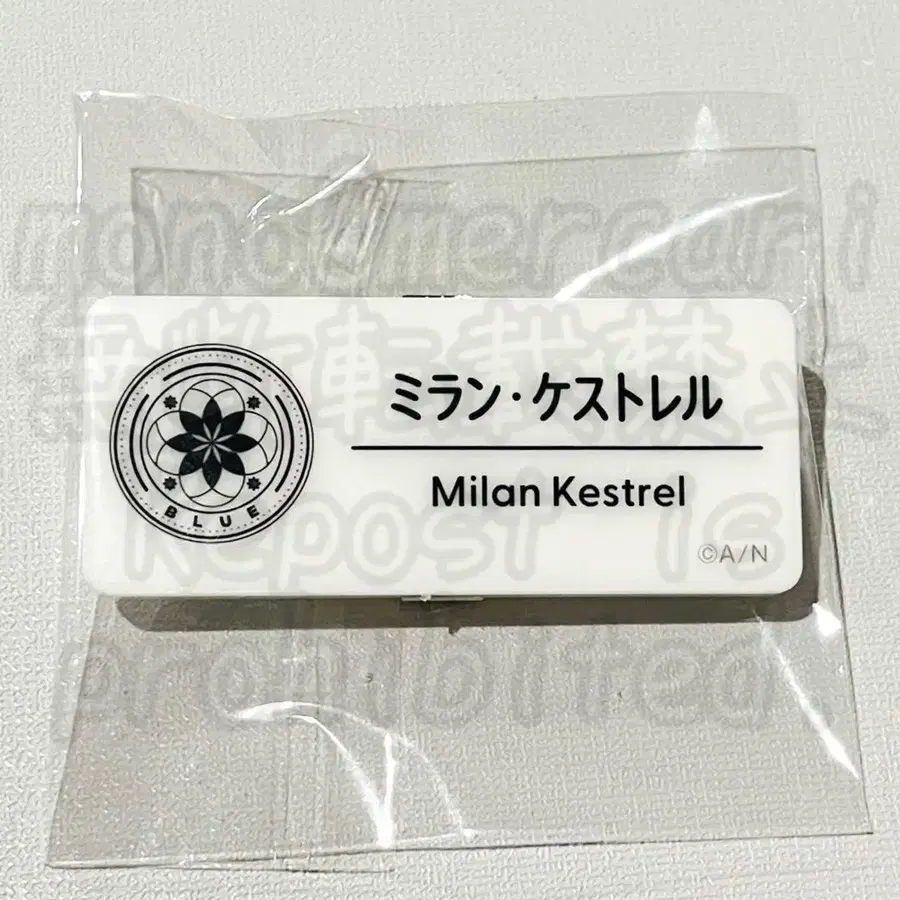 mono@mercari
無断転載禁止
ミラン・ケストレル
Milan Kestrel
BLUE
Repost is
©A/N
prohibited